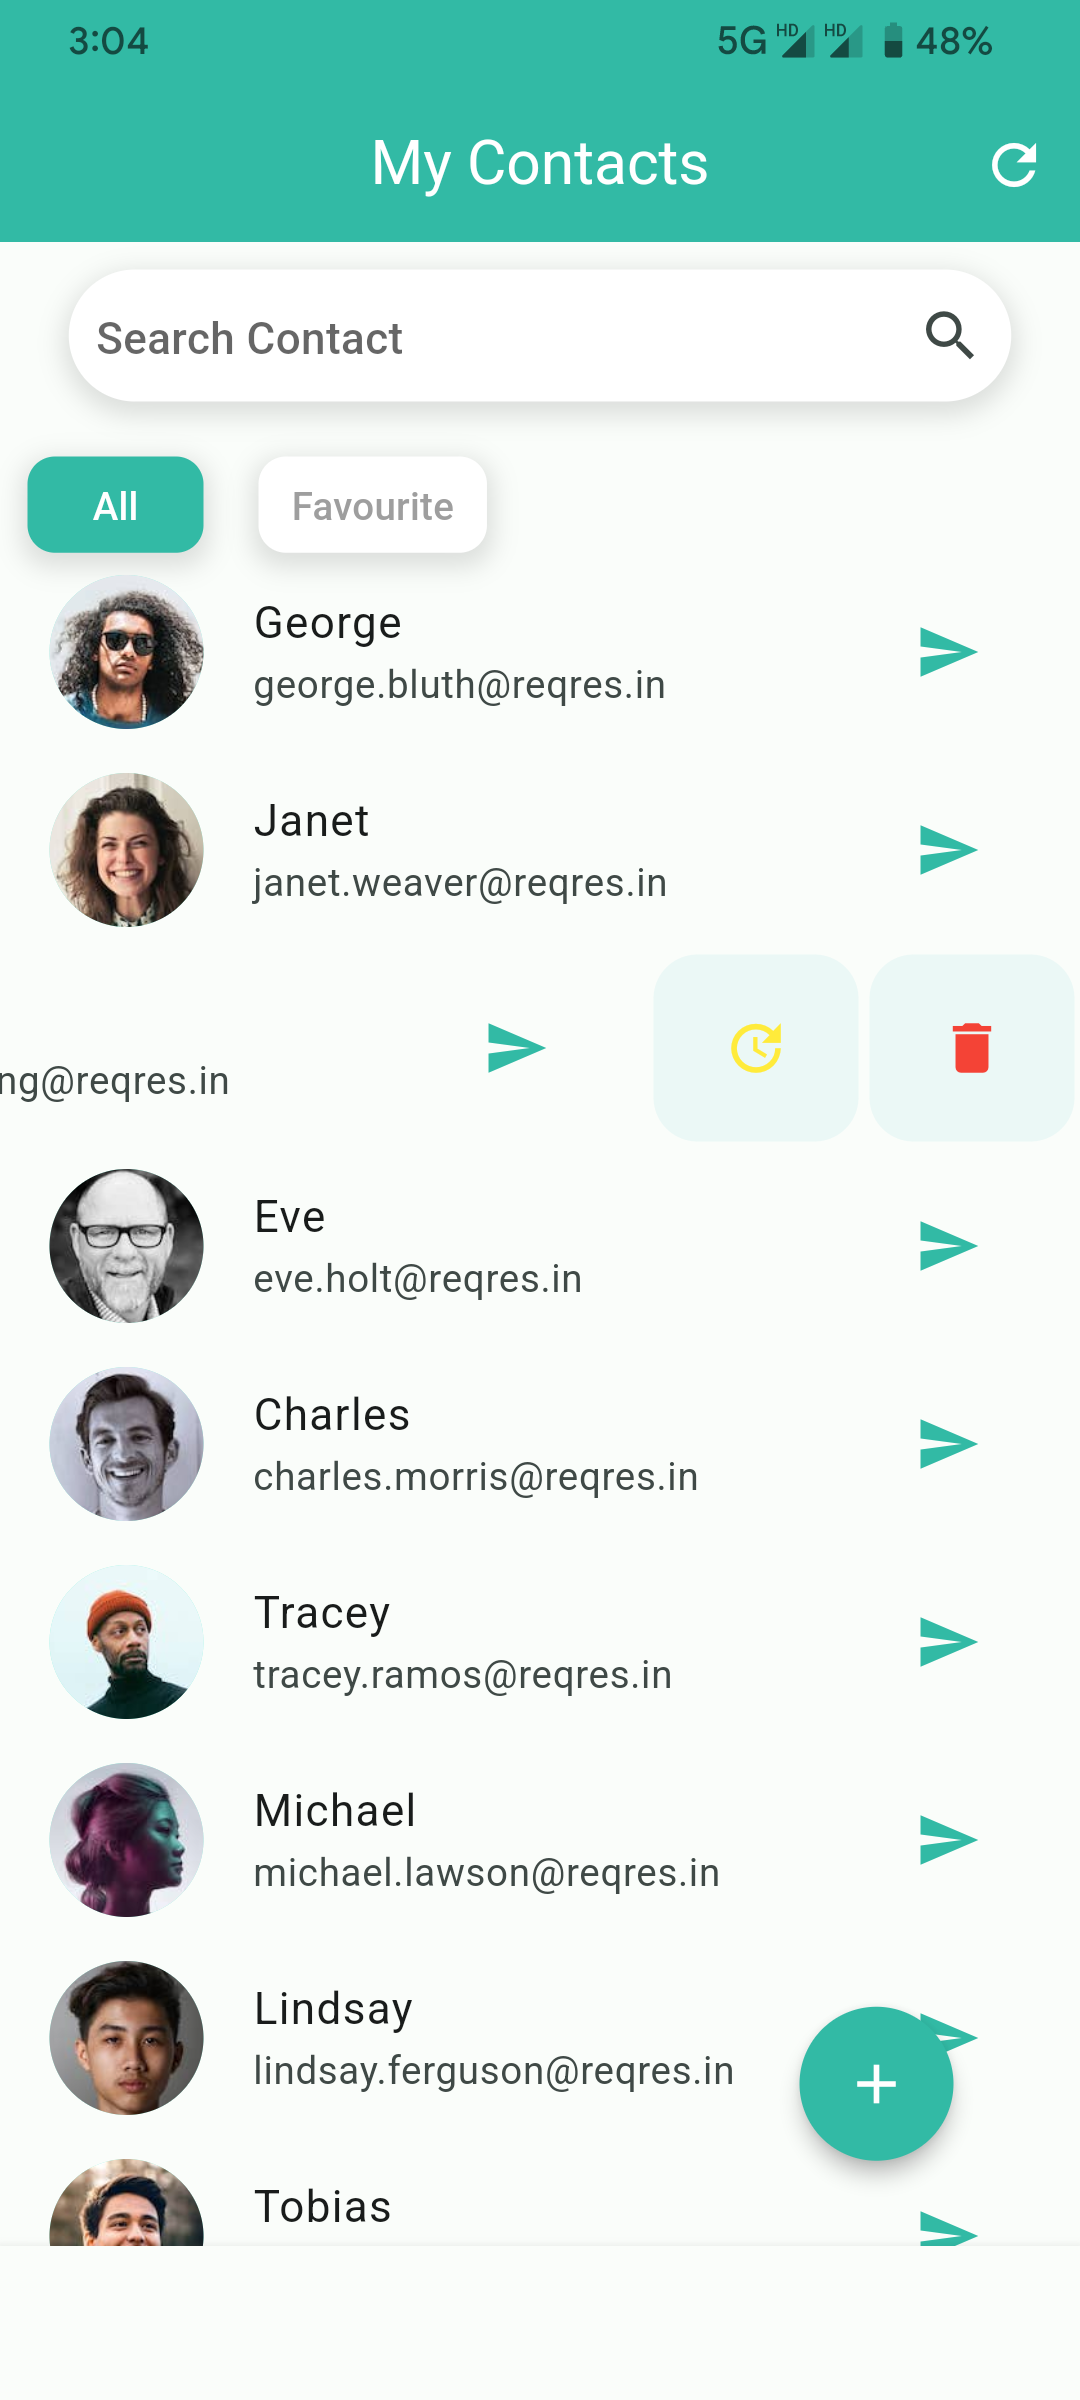 3:04 5G HD HD 48%
My Contacts
Search Contact
All Favourite
George
george.bluth@reqres.in
Janet
janet.weaver@reqres.in
ng@reqres.in
Eve
eve.holt@reqres.in
Charles
charles.morris@reqres.in
Tracey
tracey.ramos@reqres.in
Michael
michael.lawson@reqres.in
Lindsay
lindsay.ferguson@reqres.in
Tobias